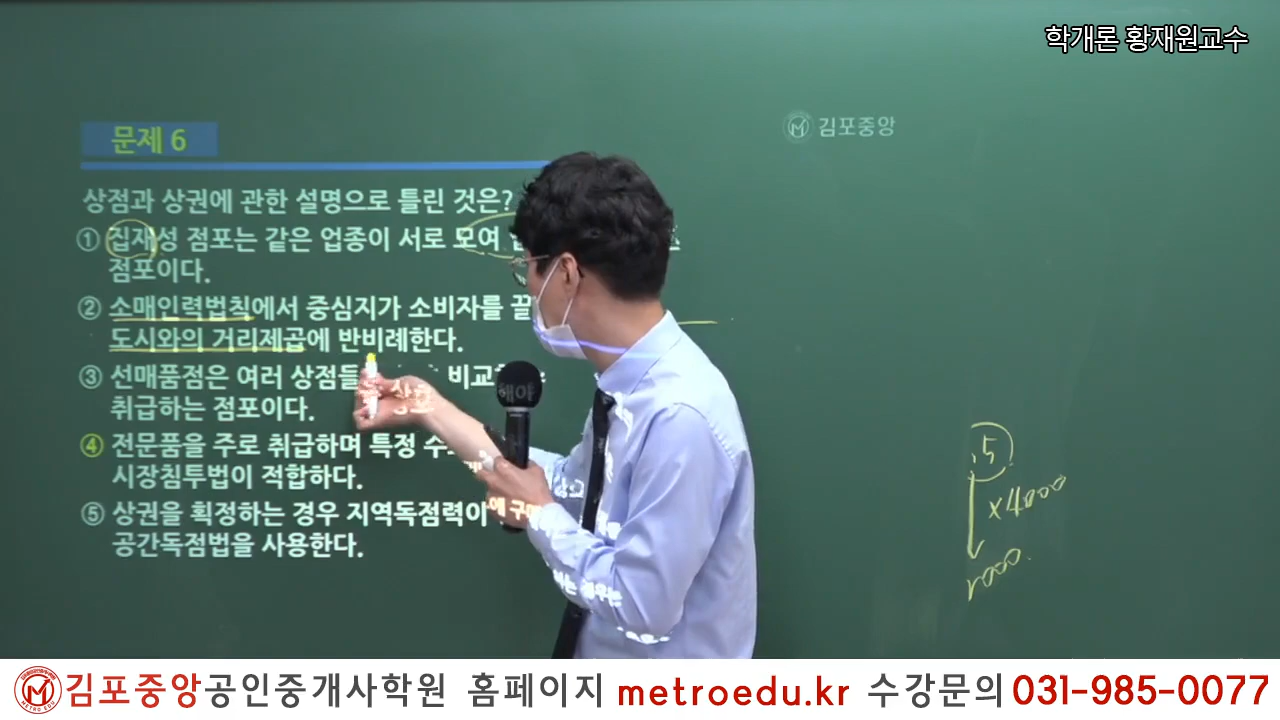 학개론 황재원교수
김포중앙
문제 6
상점과 상권에 관한 설명으로 틀린 것은?
① 집재성 점포는 같은 업종이 서로 모여
점포이다.
② 소매인력법칙에서 중심지가 소비자를 끌
도시와의 거리제곱에 반비례한다.
③ 선매품점은 여러 상점들 비교
취급하는 점포이다.
④ 전문품을 주로 취급하며 특정
시장침투법이 적합하다.
⑤ 상권을 획정하는 경우 지역독점력이
공간독점법을 사용한다.
.5
×4000
2000.
김포중앙공인중개사학원 홈페이지 metroedu.kr 수강문의 031-985-0077